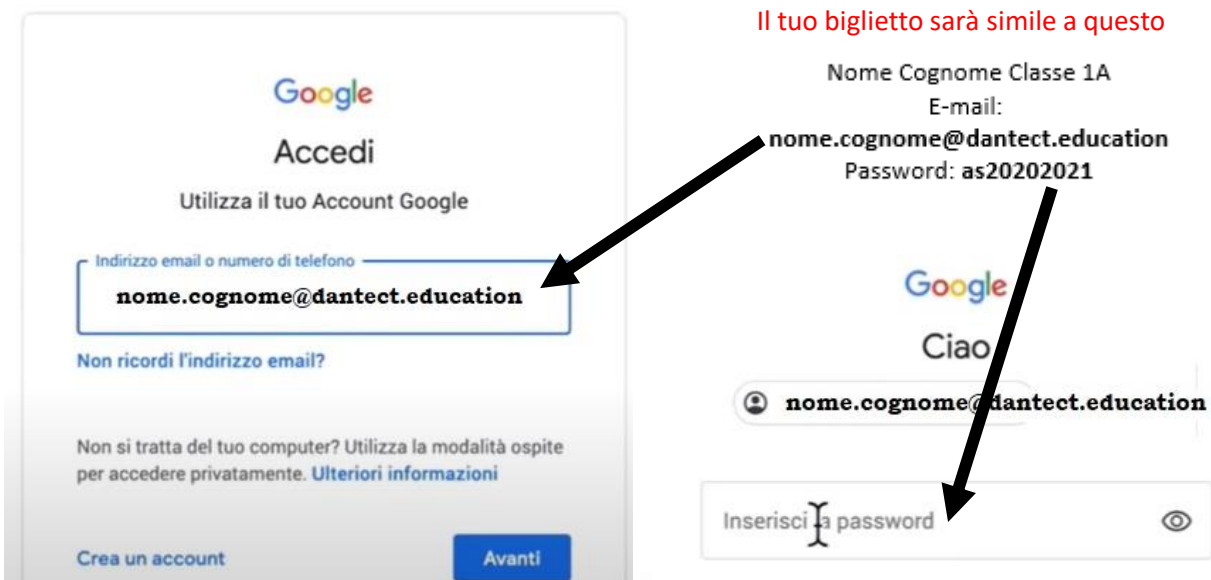 Google
Accedi
Utilizza il tuo Account Google
Indirizzo email o numero di telefono
nome.cognome@dantect.education
Non ricordi l'indirizzo email?
Non si tatta del tuo computer? Utilizza la modalità ospite
per accedere privatamente. Ulteriori informazioni
Crea un account
Avanti
Il tuo biglietto sarà simile a questo
Nome Cognome Classe 1A
E-mail:
nome.cognome@dantect.education
Password: as20202021
Google
Ciao
nome.cognome@dantect.education
Inserisci la password